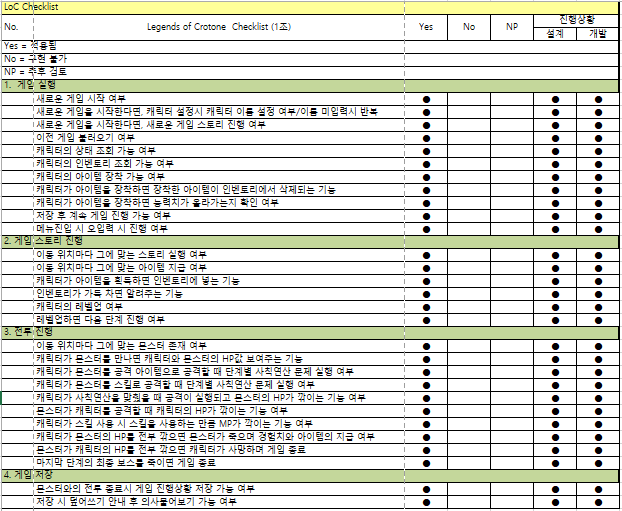 LoC Checklist
No. Legends of Crotone Checklist (1조) Yes No NP 진행상황
설계 개발
Yes = 적용됨
No = 구현 불가
NP = 추후 검토
1. 게임 실행
새로운 게임 시작 여부 ● ● ●
새로운 게임을 시작한다면, 캐릭터 설정시 캐릭터 이름 설정 여부/이름 미입력시 반복 ● ● ●
새로운 게임을 시작한다면, 새로운 게임 스토리 진행 여부 ● ● ●
이전 게임 불러오기 여부 ● ● ●
캐릭터의 상태 조회 가능 여부 ● ● ●
캐릭터의 인벤토리 조회 가능 여부 ● ● ●
캐릭터의 아이템 장착 가능 여부 ● ● ●
캐릭터가 아이템을 장착하면 장착한 아이템이 인벤토리에서 삭제되는 기능 ● ● ●
캐릭터가 아이템을 장착하면 능력치가 올라가는지 확인 여부 ● ● ●
저장 후 계속 게임 진행 가능 여부 ● ● ●
메뉴진입 시 오입력 시 진행 여부 ● ● ●
2. 게임 스토리 진행
이동 위치마다 그에 맞는 스토리 실행 여부 ● ● ●
이동 위치마다 그에 맞는 아이템 지급 여부 ● ● ●
캐릭터가 아이템을 획득하면 인벤토리에 넣는 기능 ● ● ●
인벤토리가 가득 차면 알려주는 기능 ● ● ●
캐릭터의 레벨업 여부 ● ● ●
레벨업하면 다음 단계 진행 여부 ● ● ●
3. 전투 진행
이동 위치마다 그에 맞는 몬스터 존재 여부 ● ● ●
캐릭터가 몬스터를 만나면 캐릭터와 몬스터의 HP값 보여주는 기능 ● ● ●
캐릭터가 몬스터를 공격 아이템으로 공격할 때 단계별 사칙연산 문제 실행 여부 ● ● ●
캐릭터가 몬스터를 스킬로 공격할 때 단계별 사칙연산 문제 실행 여부 ● ● ●
캐릭터가 사칙연산을 맞췄을 때 공격이 실행되고 몬스터의 HP가 깎이는 기능 여부 ● ● ●
몬스터가 캐릭터를 공격할 때 캐릭터의 HP가 깎이는 기능 여부 ● ● ●
캐릭터가 스킬 사용 시 스킬을 사용하는 만큼 MP가 깎이는 기능 여부 ● ● ●
캐릭터가 몬스터의 HP를 전부 깎으면 몬스터가 죽으며 경험치와 아이템의 지급 여부 ● ● ●
몬스터가 캐릭터의 HP를 전부 깎으면 캐릭터가 사망하며 게임 종료 ● ● ●
마지막 단계의 최종 보스를 죽이면 게임 종료 ● ● ●
4. 게임 저장
몬스터와의 전투 종료시 게임 진행상황 저장 가능 여부 ● ● ●
저장 시 덮어쓰기 안내 후 의사물어보기 가능 여부 ● ● ●